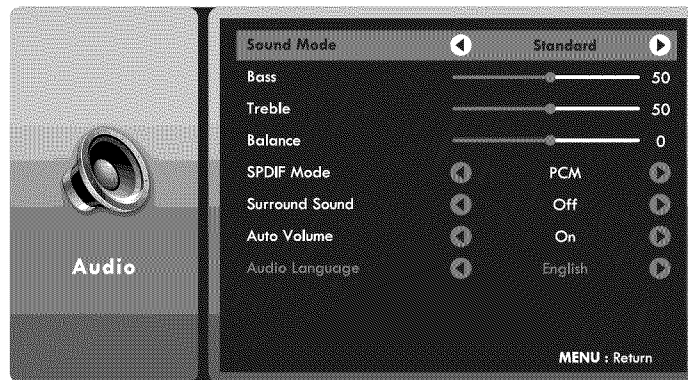 Sound Mode Standard
Bass 50
Treble 50
Balance 0
SPDIF Mode PCM
Surround Sound Off
Auto Volume On
Audio Language English
Audio
MENU : Return